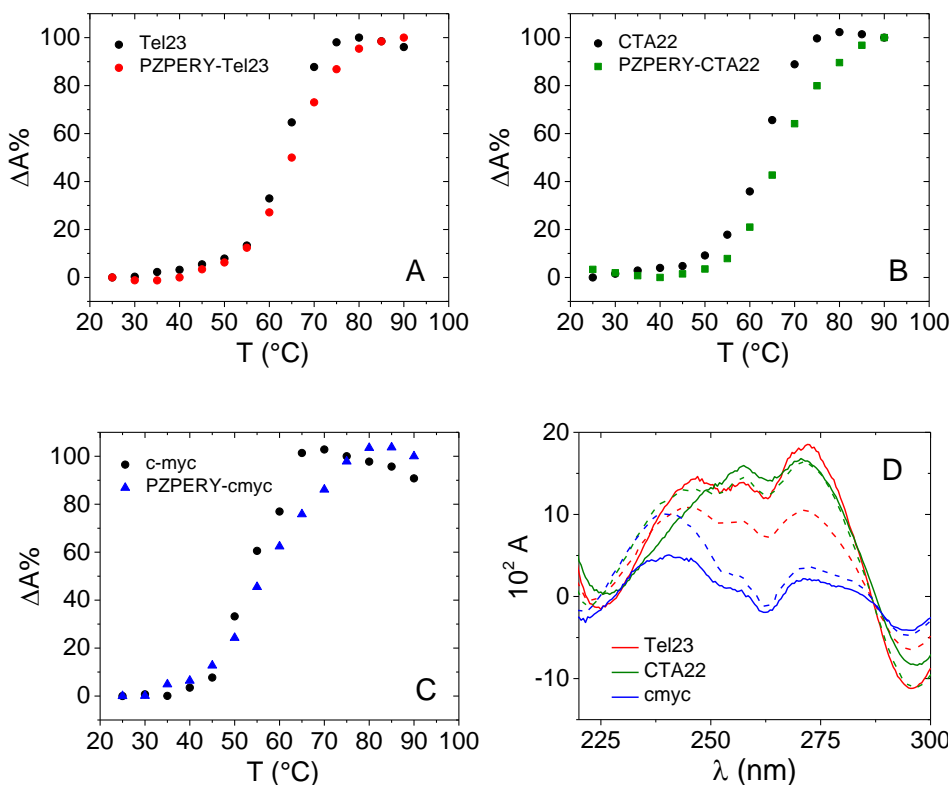 Tel23
PZPERY-Tel23
ΔA%
100
80
60
40
20
0
A
20 30 40 50 60 70 80 90 100
T (°C)
CTA22
PZPERY-CTA22
ΔA%
100
80
60
40
20
0
B
20 30 40 50 60 70 80 90 100
T (°C)
c-myc
PZPERY-cmyc
ΔA%
100
80
60
40
20
0
C
20 30 40 50 60 70 80 90 100
T (°C)
D
10² A
20
10
0
-10
Tel23
CTA22
cmyc
225 250 275 300
λ (nm)